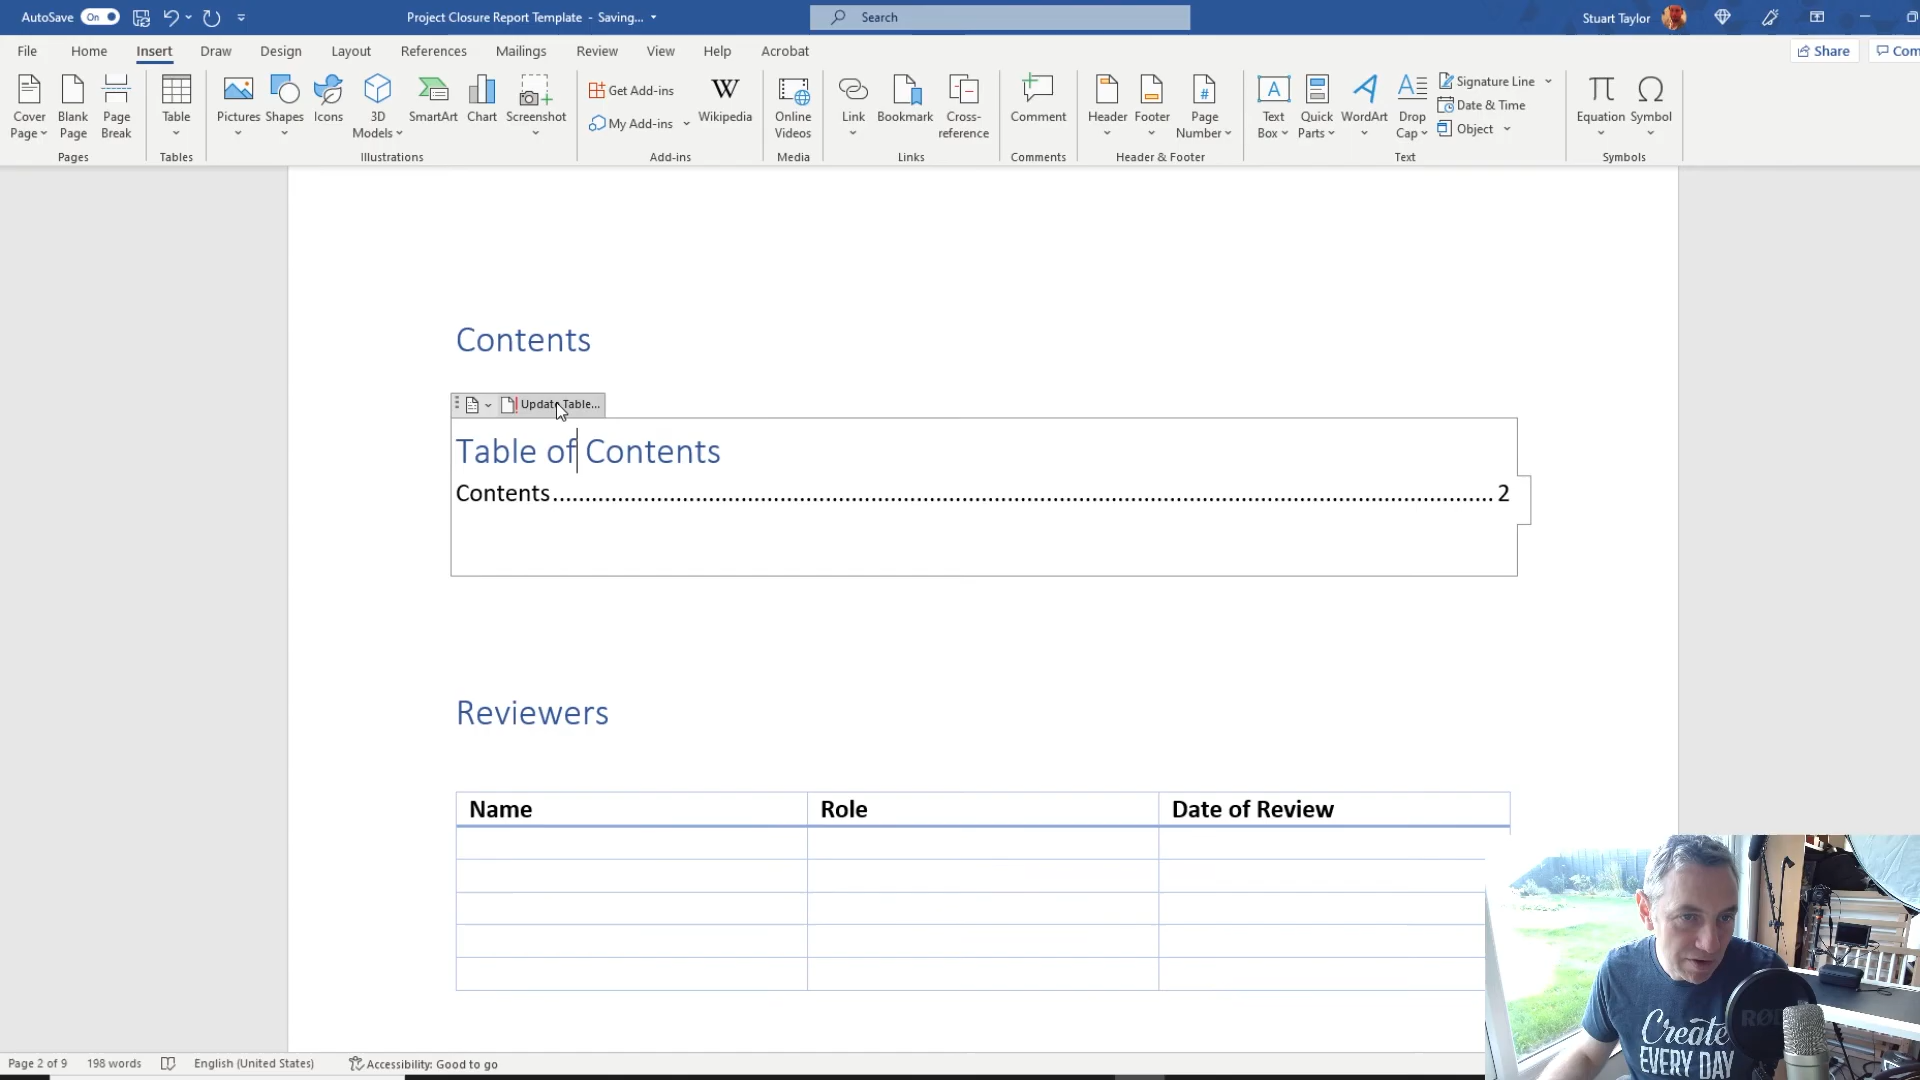 AutoSave On Project Closure Report Template - Saving... Search Stuart Taylor
File Home Insert Draw Design Layout References Mailings Review View Help Acrobat Share Com
Cover Page
Blank Page
Page Break
Pages
Table
Tables
Pictures
Shapes
Icons
3D Models
SmartArt
Chart
Screenshot
Illustrations
Get Add-ins
My Add-ins
W
Wikipedia
Add-ins
Online Videos
Media
Link
Bookmark
Cross-reference
Links
Comment
Comments
Header
Footer
Page Number
Header & Footer
Text Box
Quick Parts
WordArt
Drop Cap
Signature Line
Date & Time
Object
Text
Equation
Symbol
Symbols
Contents
Update Table...
Table of Contents
Contents........................................................................................................ 2
Reviewers
Name Role Date of Review
Create
EVERY DAY
Page 2 of 9 198 words English (United States) Accessibility: Good to go